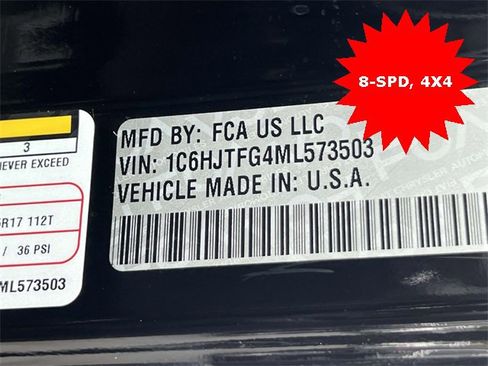 8-SPD, 4X4
MFD BY: FCA US LLC
VIN: 1C6HJTFG4ML573503
VEHICLE MADE IN: U.S.A.
3
NEVER EXCEED
5R17 112T
/ 36 PSI
ML573503